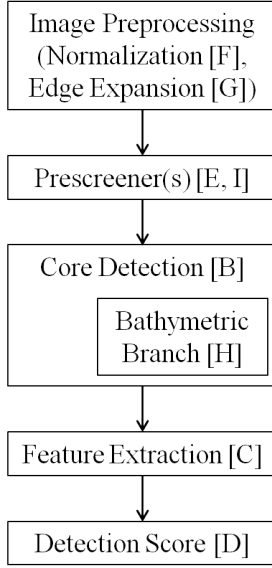 Image Preprocessing
(Normalization [F],
Edge Expansion [G])
Prescreener(s) [E, I]
Core Detection [B]
Bathymetric
Branch [H]
Feature Extraction [C]
Detection Score [D]